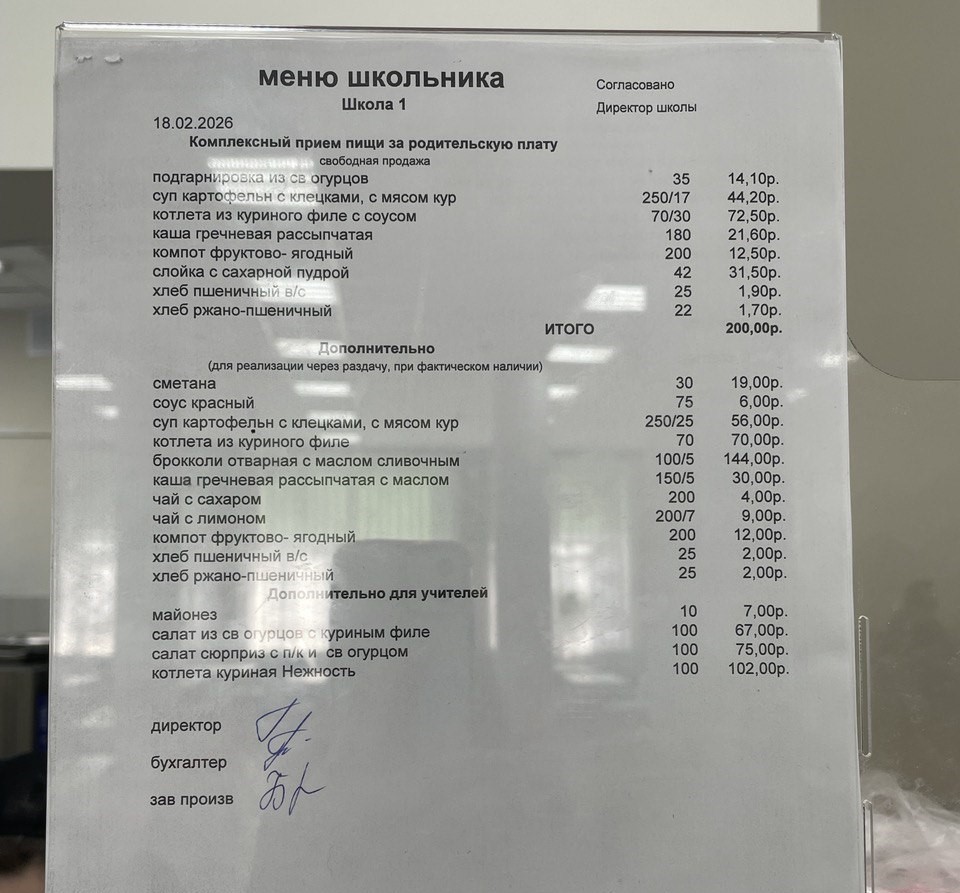 меню школьника
Согласовано
Школа 1
Директор школы
18.02.2026
Комплексный прием пищи за родительскую плату
свободная продажа
подгарнировка из св огурцов 35 14,10р.
суп картофельн с клецками, с мясом кур 250/17 44,20р.
котлета из куриного филе с соусом 70/30 72,50р.
каша гречневая рассыпчатая 180 21,60р.
компот фруктово- ягодный 200 12,50р.
слойка с сахарной пудрой 42 31,50р.
хлеб пшеничный в/с 25 1,90р.
хлеб ржано-пшеничный 22 1,70р.
ИТОГО 200,00р.
Дополнительно
(для реализации через раздачу, при фактическом наличии)
сметана 30 19,00р.
соус красный 75 6,00р.
суп картофельн с клецками, с мясом кур 250/25 56,00р.
котлета из куриного филе 70 70,00р.
брокколи отварная с маслом сливочным 100/5 144,00р.
каша гречневая рассыпчатая с маслом 150/5 30,00р.
чай с сахаром 200 4,00р.
чай с лимоном 200/7 9,00р.
компот фруктово- ягодный 200 12,00р.
хлеб пшеничный в/с 25 2,00р.
хлеб ржано-пшеничный 25 2,00р.
Дополнительно для учителей
майонез 10 7,00р.
салат из св огурцов с куриным филе 100 67,00р.
салат сюрприз с п/к и св огурцом 100 75,00р.
котлета куриная Нежность 100 102,00р.
директор
бухгалтер
зав произв